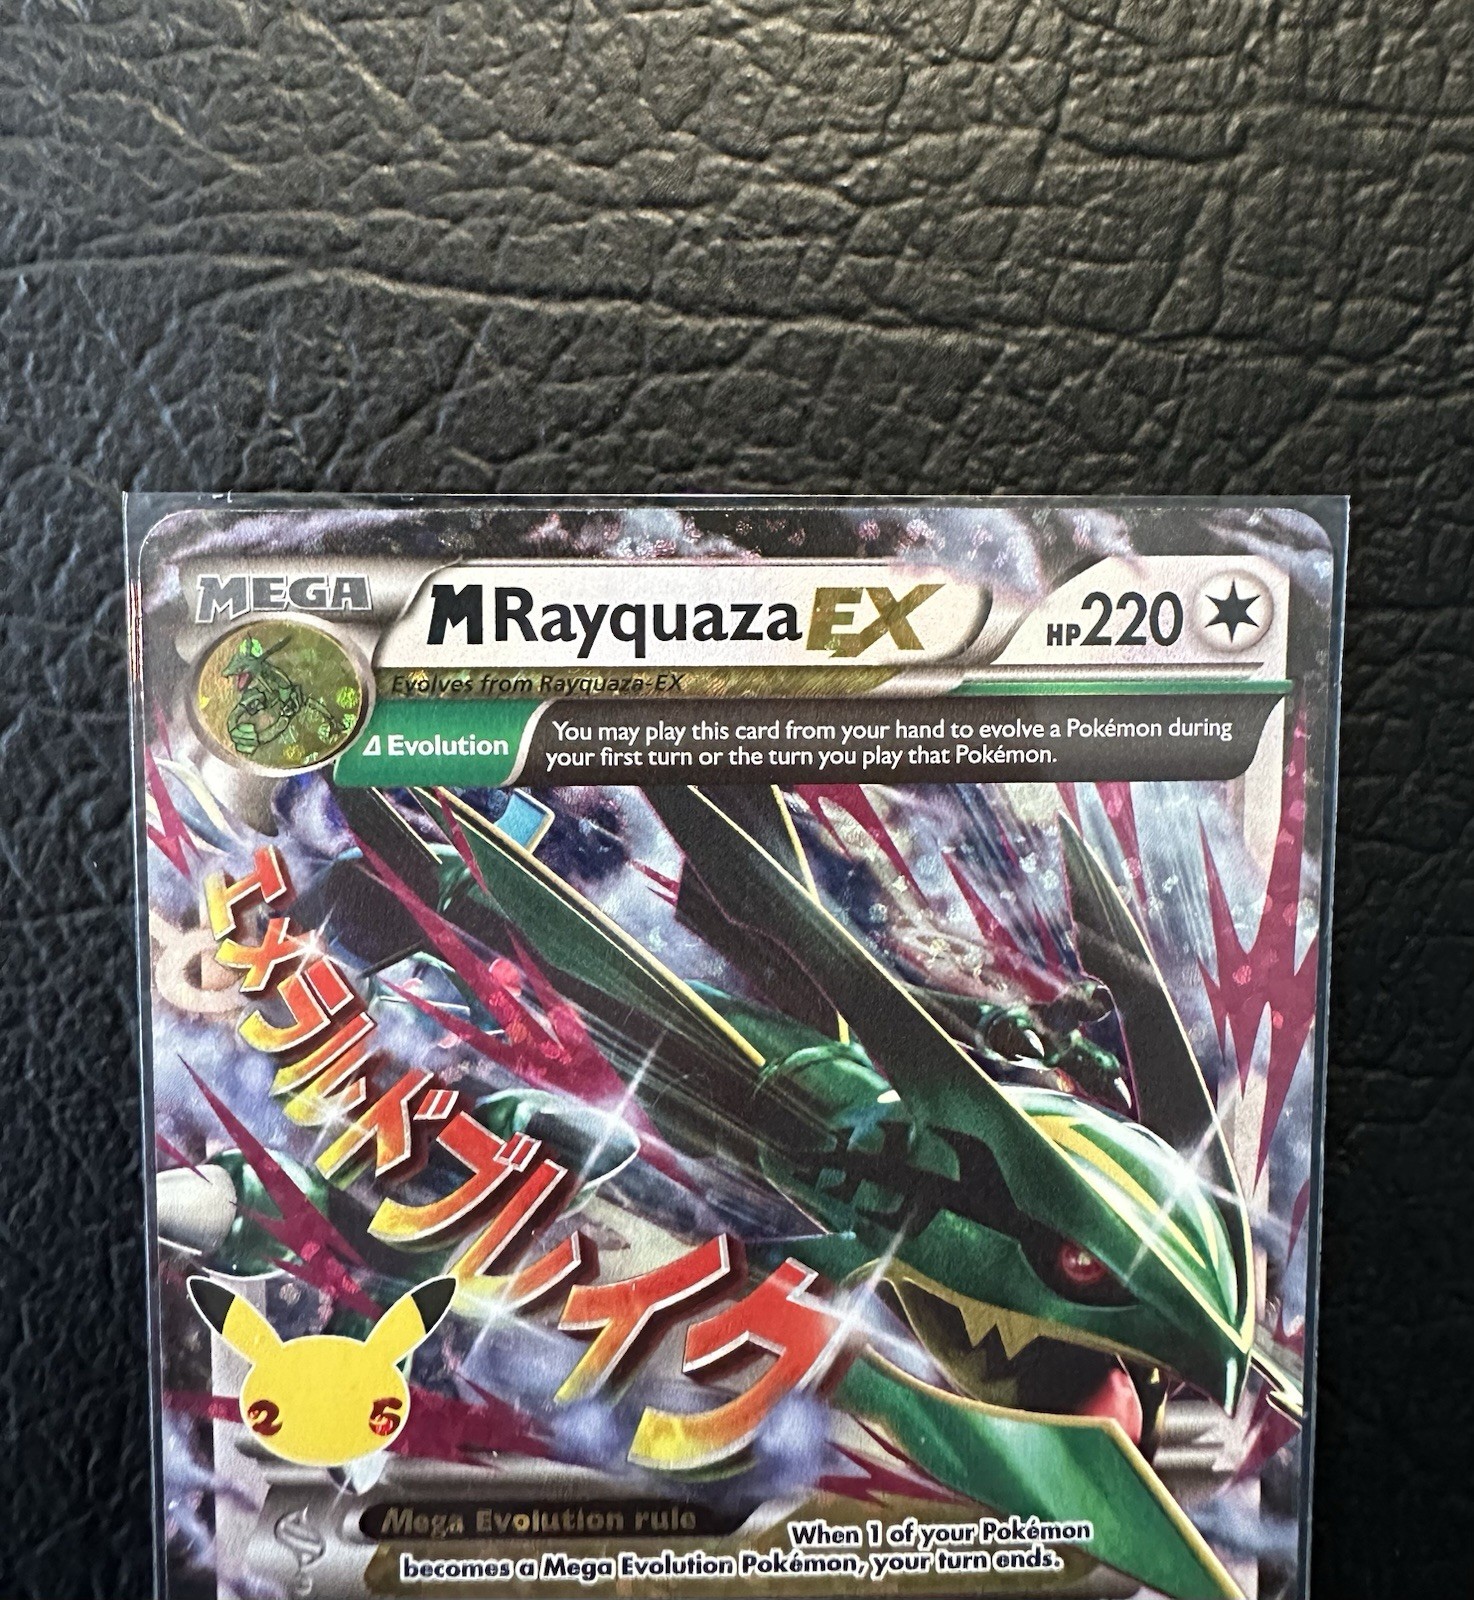 MEGA
M Rayquaza EX
HP220
Evolves from Rayquaza-EX
Δ Evolution
You may play this card from your hand to evolve a Pokémon during
your first turn or the turn you play that Pokémon.
エメラルドブレイク
25
Mega Evolution rule
When 1 of your Pokémon
becomes a Mega Evolution Pokémon, your turn ends.